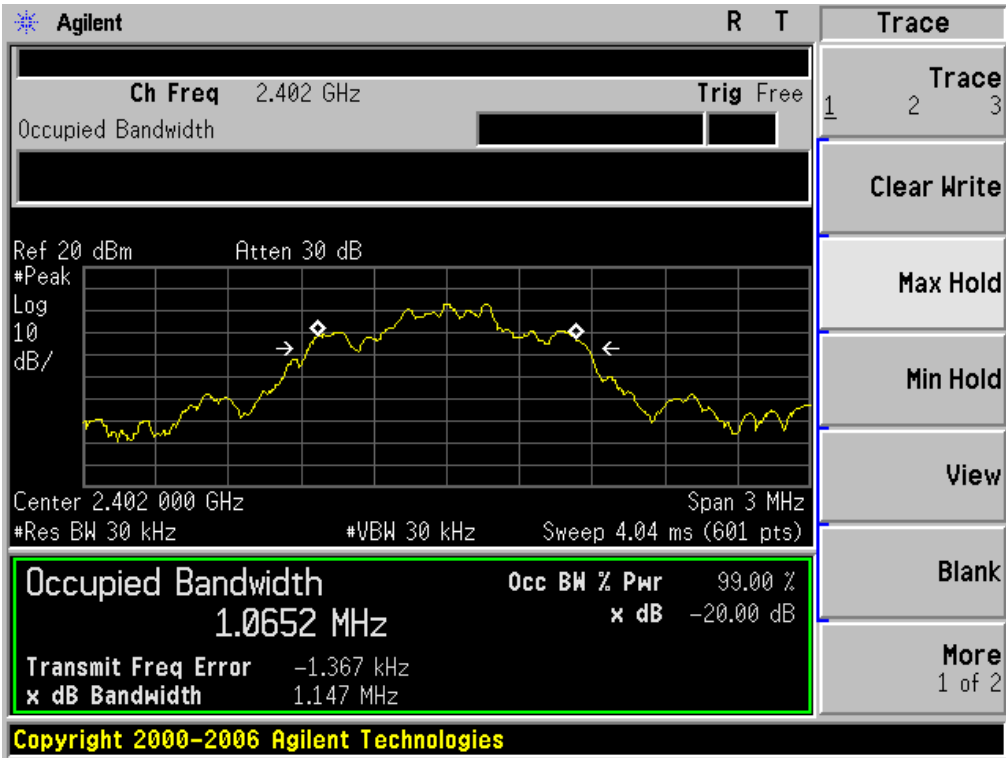 Agilent R T
Ch Freq 2.402 GHz Trig Free
Occupied Bandwidth
Ref 20 dBm Atten 30 dB
#Peak
Log
10
dB/
Center 2.402 000 GHz Span 3 MHz
#Res BW 30 kHz #VBW 30 kHz Sweep 4.04 ms (601 pts)
Occupied Bandwidth Occ BW % Pwr 99.00 %
1.0652 MHz x dB -20.00 dB
Transmit Freq Error -1.367 kHz
x dB Bandwidth 1.147 MHz
Copyright 2000-2006 Agilent Technologies
Trace
Trace
1 2 3
Clear Write
Max Hold
Min Hold
View
Blank
More
1 of 2